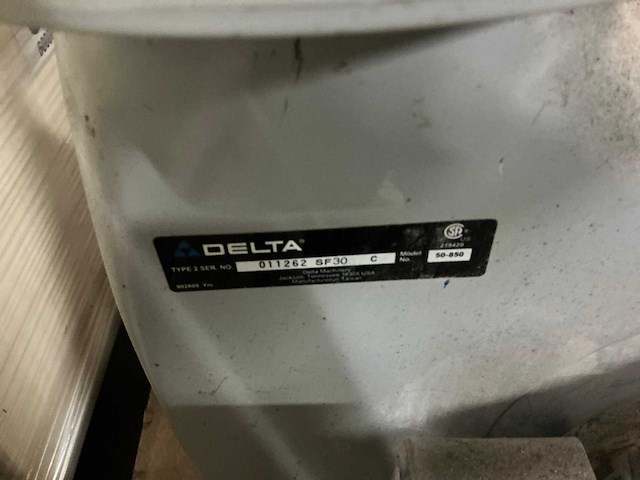 DELTA
TYPE 2 SER. NO. 011262 SF30 C
Model No. 50-850
Delta Machinery
Jackson, Tennessee 38305 USA
Manufactured Taiwan